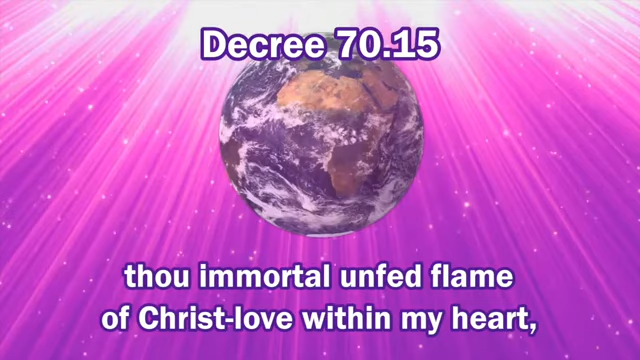 Decree 70.15
thou immortal unfed flame
of Christ-love within my heart,